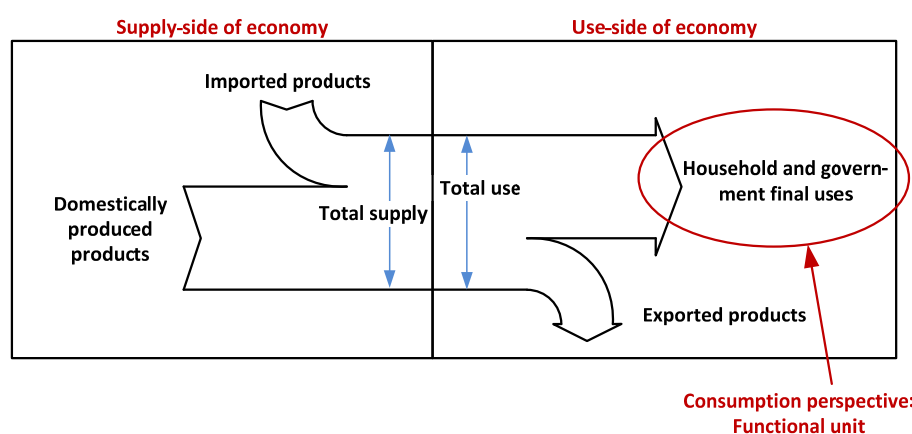 Supply-side of economy
Use-side of economy
Imported products
Domestically
produced
products
Total supply
Total use
Household and govern-
ment final uses
Exported products
Consumption perspective:
Functional unit